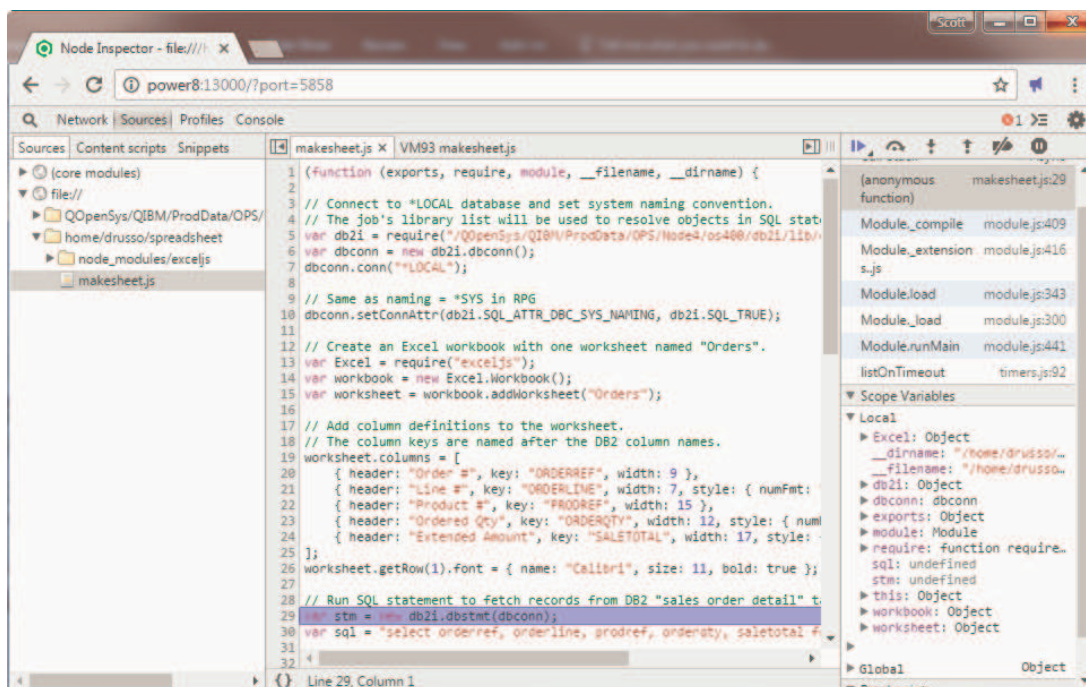 Scott
Node Inspector - file:///h
power8:13000/?port=5858
Network Sources Profiles Console
1
Sources Content scripts Snippets
(core modules)
file://
QOpenSys/QIBM/ProdData/OPS/
home/drusso/spreadsheet
node_modules/exceljs
makesheet.js
makesheet.js VM93 makesheet.js
1 (function (exports, require, module, __filename, __dirname) {
2
3 // Connect to *LOCAL database and set system naming convention.
4 // The job's library list will be used to resolve objects in SQL stat
5 var db2i = require("/QOpenSys/QIBM/ProdData/OPS/Node4/os400/db2i/lib/
6 var dbconn = new db2i.dbconn();
7 dbconn.conn("*LOCAL");
8
9 // Same as naming = *SYS in RPG
10 dbconn.setConnAttr(db2i.SQL_ATTR_DBC_SYS_NAMING, db2i.SQL_TRUE);
11
12 // Create an Excel workbook with one worksheet named "Orders".
13 var Excel = require("exceljs");
14 var workbook = new Excel.Workbook();
15 var worksheet = workbook.addWorksheet("Orders");
16
17 // Add column definitions to the worksheet.
18 // The column keys are named after the DB2 column names.
19 worksheet.columns = [
20 { header: "Order #", key: "ORDERREF", width: 9 },
21 { header: "Line #", key: "ORDERLINE", width: 7, style: { numFmt:
22 { header: "Product #", key: "PRODREF", width: 15 },
23 { header: "Ordered Qty", key: "ORDERQTY", width: 12, style: { num
24 { header: "Extended Amount", key: "SALETOTAL", width: 17, style:
25 ];
26 worksheet.getRow(1).font = { name: "Calibri", size: 11, bold: true };
27
28 // Run SQL statement to fetch records from DB2 "sales order detail" t
29 var stm = new db2i.dbstmt(dbconn);
30 var sql = "select orderref, orderline, prodref, orderqty, saletotal f
31
32
{} Line 29, Column 1
(anonymous function) makesheet.js:29
Module._compile module.js:409
Module._extensions..js module.js:416
Module.load module.js:343
Module._load module.js:300
Module.runMain module.js:441
listOnTimeout timers.js:92
Scope Variables
Local
Excel: Object
__dirname: "/home/drusso/…
__filename: "/home/drusso…
db2i: Object
dbconn: dbconn
exports: Object
module: Module
require: function require…
sql: undefined
stm: undefined
this: Object
workbook: Object
worksheet: Object
Global Object